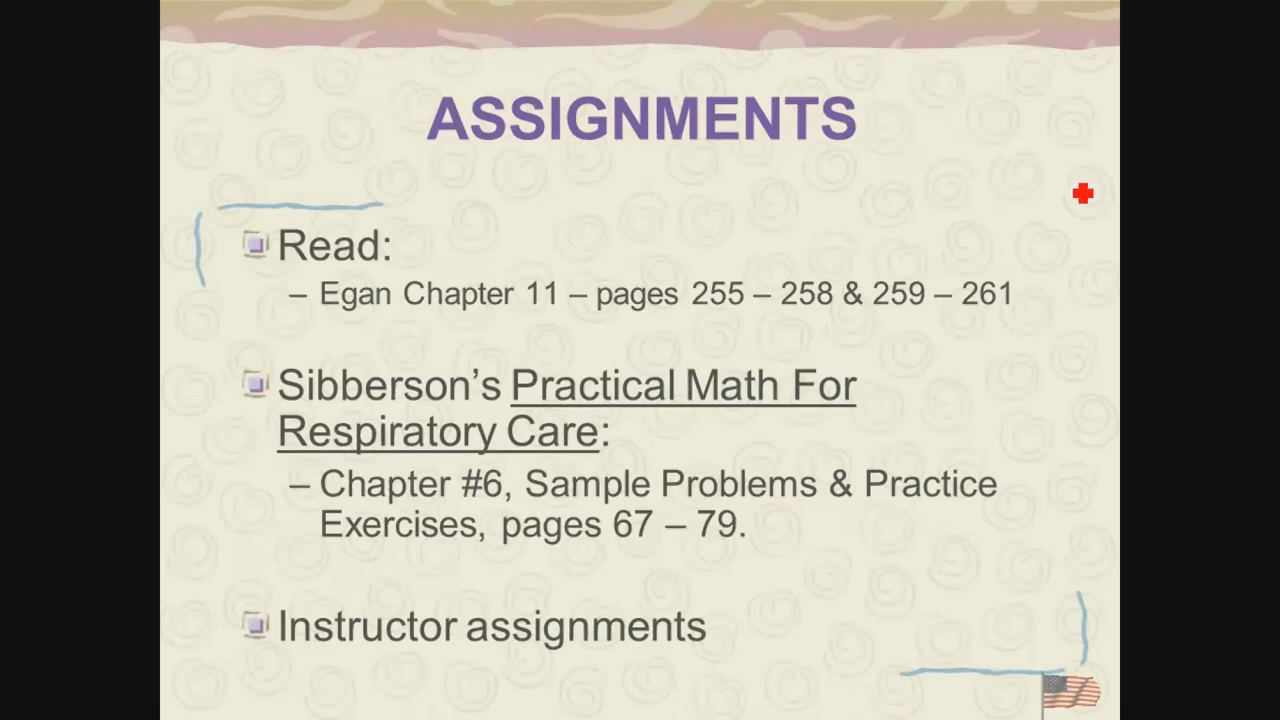 ASSIGNMENTS
Read:
– Egan Chapter 11 – pages 255 – 258 & 259 – 261
Sibberson’s Practical Math For
Respiratory Care:
– Chapter #6, Sample Problems & Practice
Exercises, pages 67 – 79.
Instructor assignments